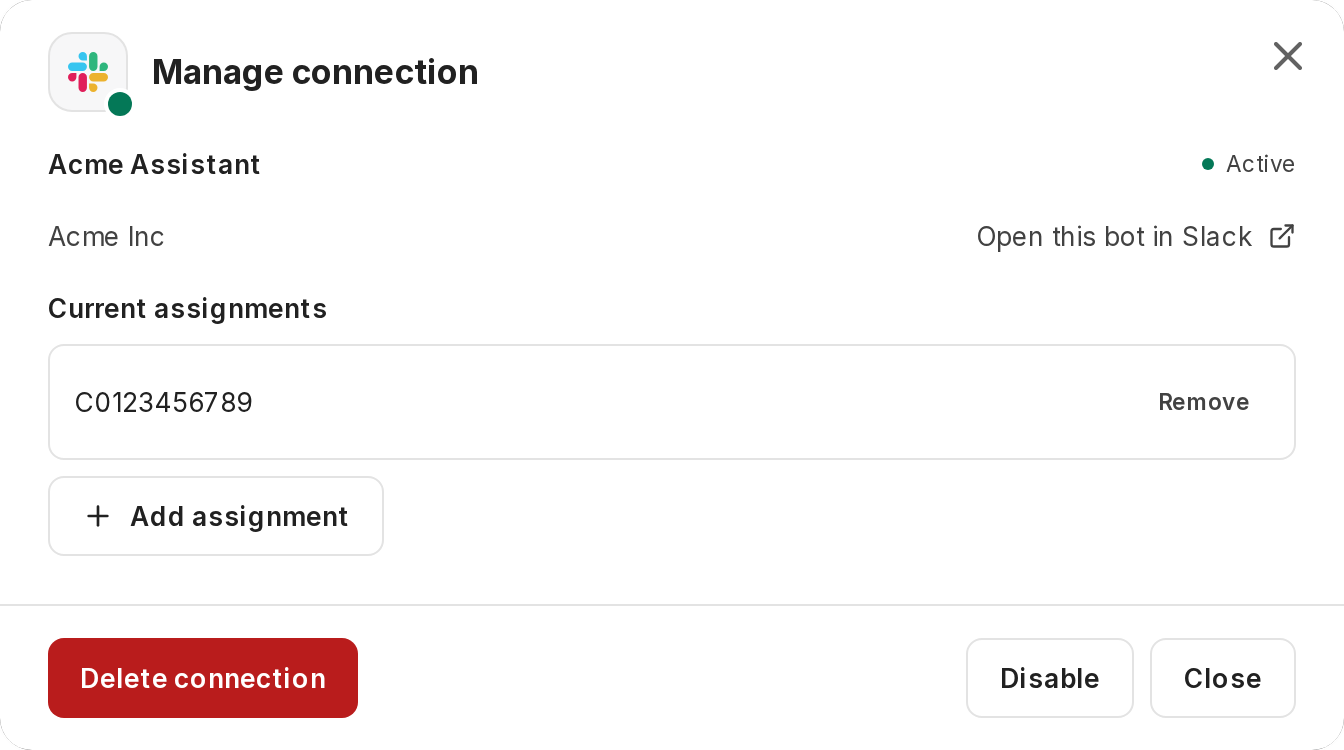 Manage connection
Acme Assistant
Active
Acme Inc
Open this bot in Slack
Current assignments
C0123456789
Remove
Add assignment
Delete connection
Disable
Close